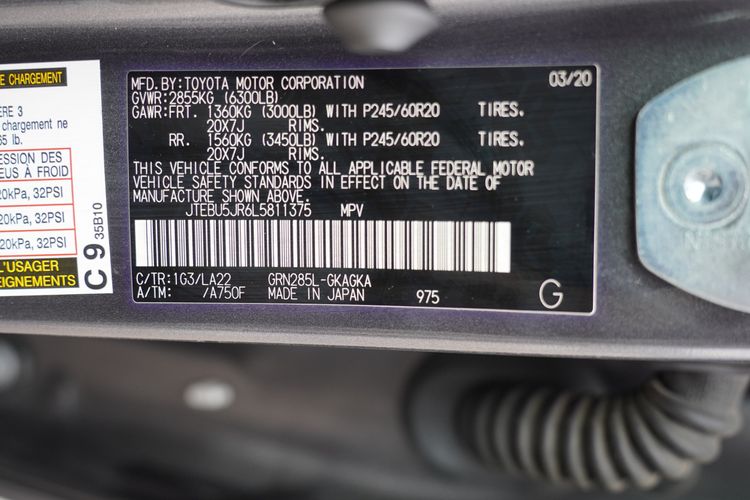 E CHARGEMENT
ÈRE 3
chargement ne
65 lb.
ESSION DES
EUS À FROID
20kPa, 32PSI
20kPa, 32PSI
20kPa, 32PSI
L'USAGER
EIGNEMENTS
C 9 35B10
MFD.BY:TOYOTA MOTOR CORPORATION 03/20
GVWR:2855KG (6300LB)
GAWR:FRT. 1360KG (3000LB) WITH P245/60R20 TIRES.
20X7J RIMS.
RR. 1560KG (3450LB) WITH P245/60R20 TIRES.
20X7J RIMS.
THIS VEHICLE CONFORMS TO ALL APPLICABLE FEDERAL MOTOR
VEHICLE SAFETY STANDARDS IN EFFECT ON THE DATE OF
MANUFACTURE SHOWN ABOVE.
JTEBU5JR6L5811375 MPV
C/TR:1G3/LA22 GRN285L-GKAGKA
A/TM: /A750F MADE IN JAPAN 975
G